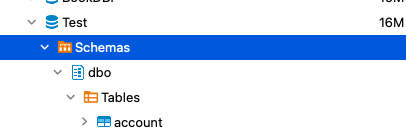 Test 16M
Schemas
dbo
Tables
account